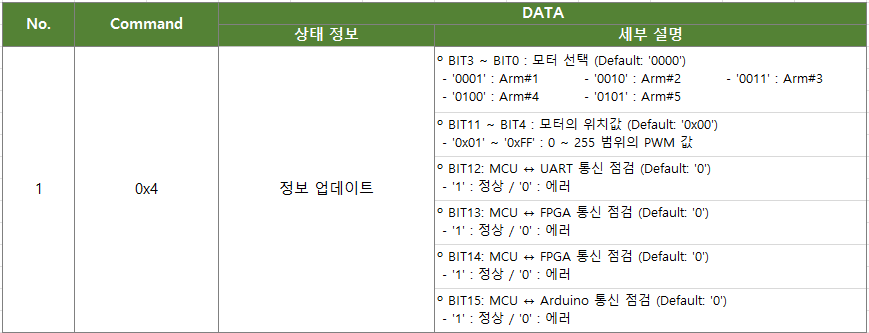 No. Command DATA
상태 정보 세부 설명
1 0x4 정보 업데이트
º BIT3 ~ BIT0 : 모터 선택 (Default: '0000')
- '0001' : Arm#1 - '0010' : Arm#2 - '0011' : Arm#3
- '0100' : Arm#4 - '0101' : Arm#5
º BIT11 ~ BIT4 : 모터의 위치값 (Default: '0x00')
- '0x01' ~ '0xFF' : 0 ~ 255 범위의 PWM 값
º BIT12: MCU ↔ UART 통신 점검 (Default: '0')
- '1' : 정상 / '0' : 에러
º BIT13: MCU ↔ FPGA 통신 점검 (Default: '0')
- '1' : 정상 / '0' : 에러
º BIT14: MCU ↔ FPGA 통신 점검 (Default: '0')
- '1' : 정상 / '0' : 에러
º BIT15: MCU ↔ Arduino 통신 점검 (Default: '0')
- '1' : 정상 / '0' : 에러